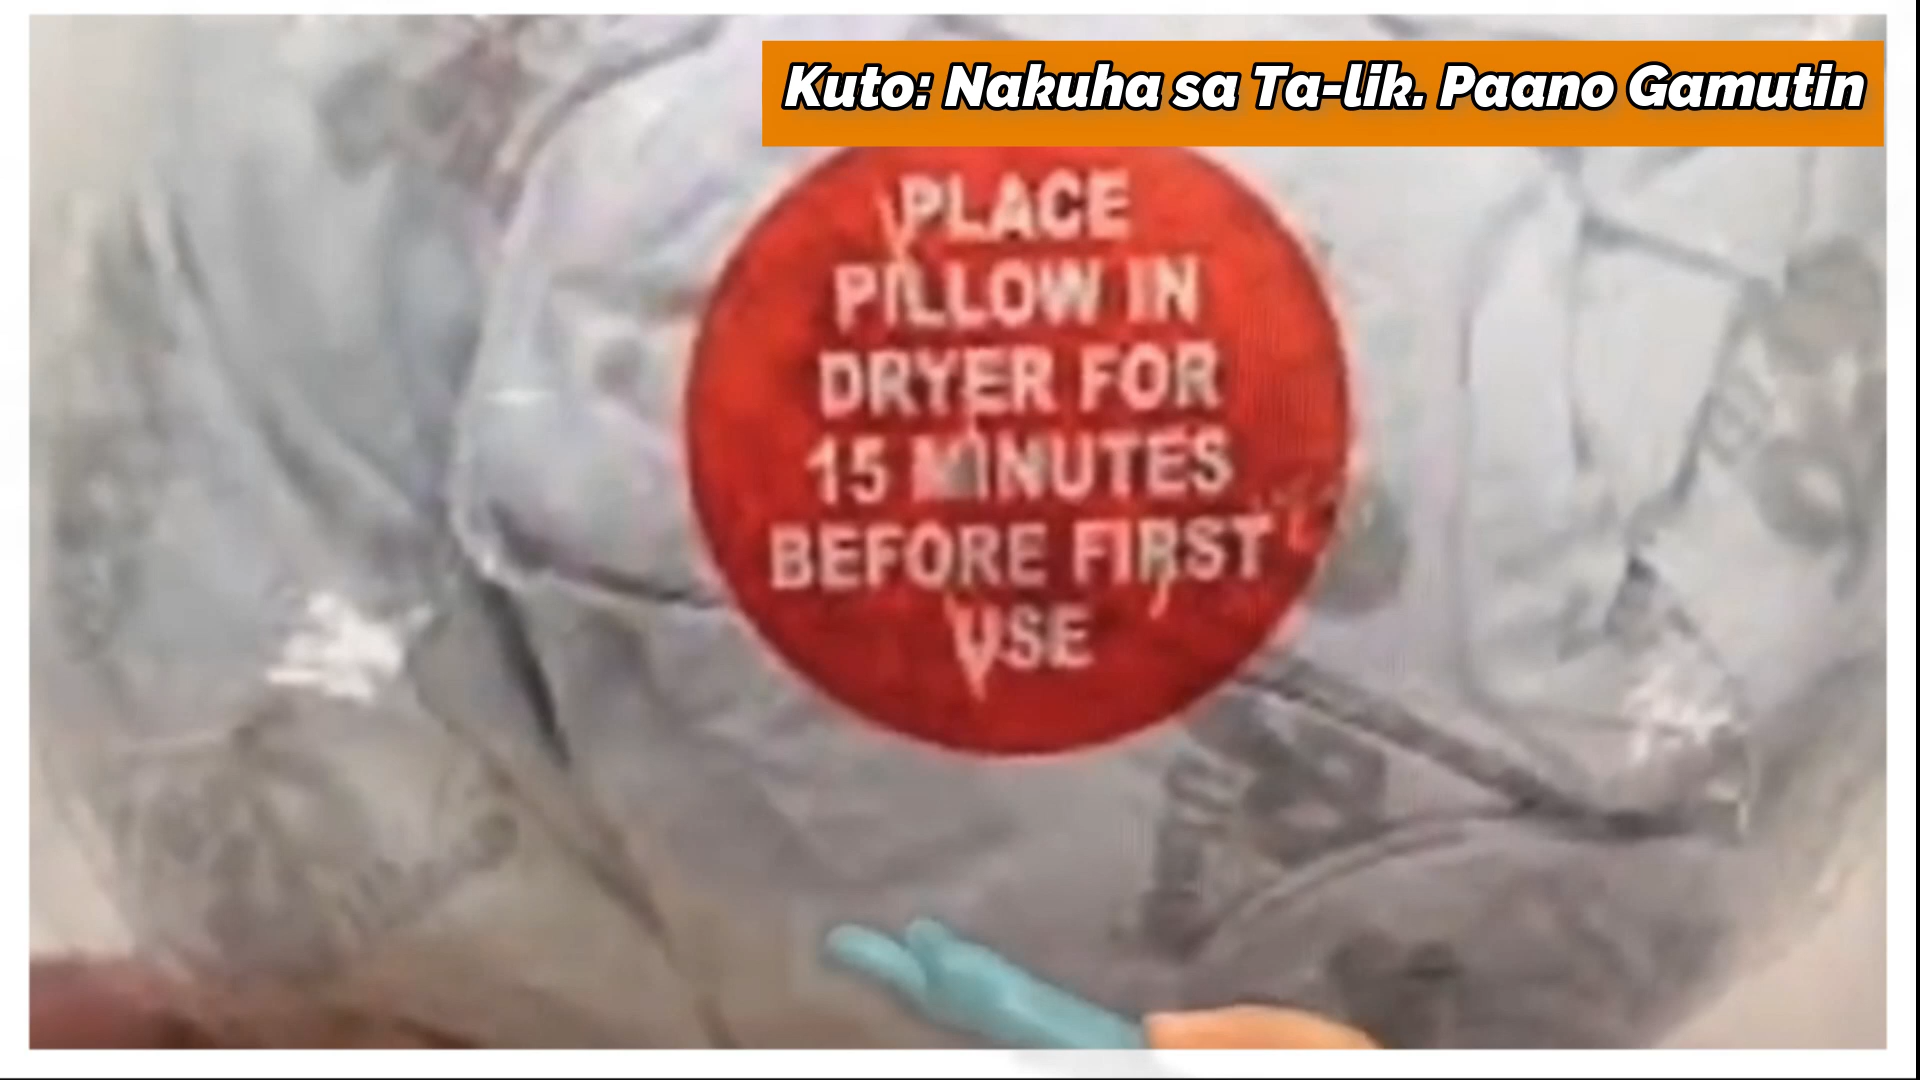 Kuto: Nakuha sa Ta-lik. Paano Gamutin
PLACE
PILLOW IN
DRYER FOR
15 MINUTES
BEFORE FIRST
USE